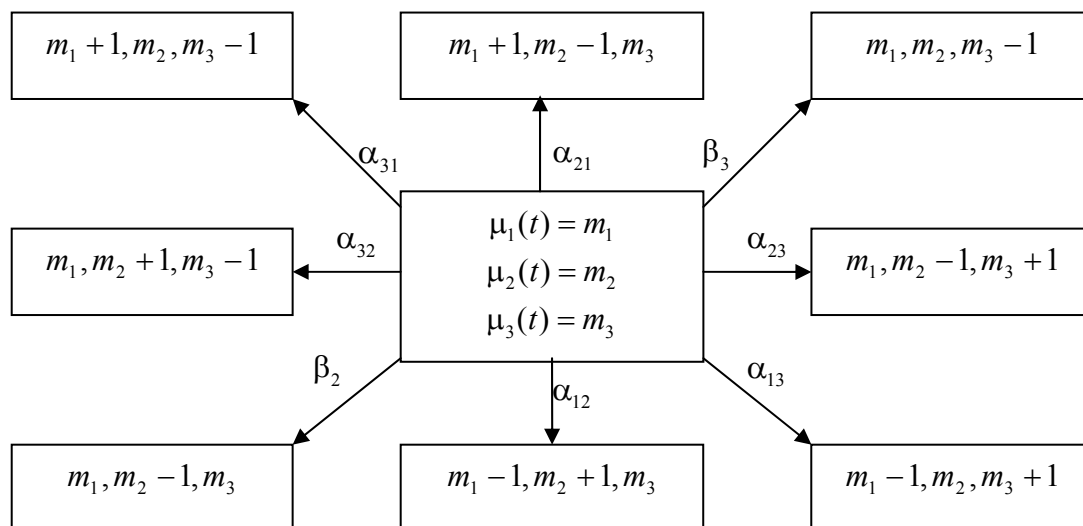 m₁ + 1, m₂, m₃ − 1
m₁ + 1, m₂ − 1, m₃
m₁, m₂, m₃ − 1
α₃₁
α₂₁
β₃
μ₁(t) = m₁
μ₂(t) = m₂
μ₃(t) = m₃
m₁, m₂ + 1, m₃ − 1
α₃₂
α₂₃
m₁, m₂ − 1, m₃ + 1
β₂
α₁₂
α₁₃
m₁, m₂ − 1, m₃
m₁ − 1, m₂ + 1, m₃
m₁ − 1, m₂, m₃ + 1